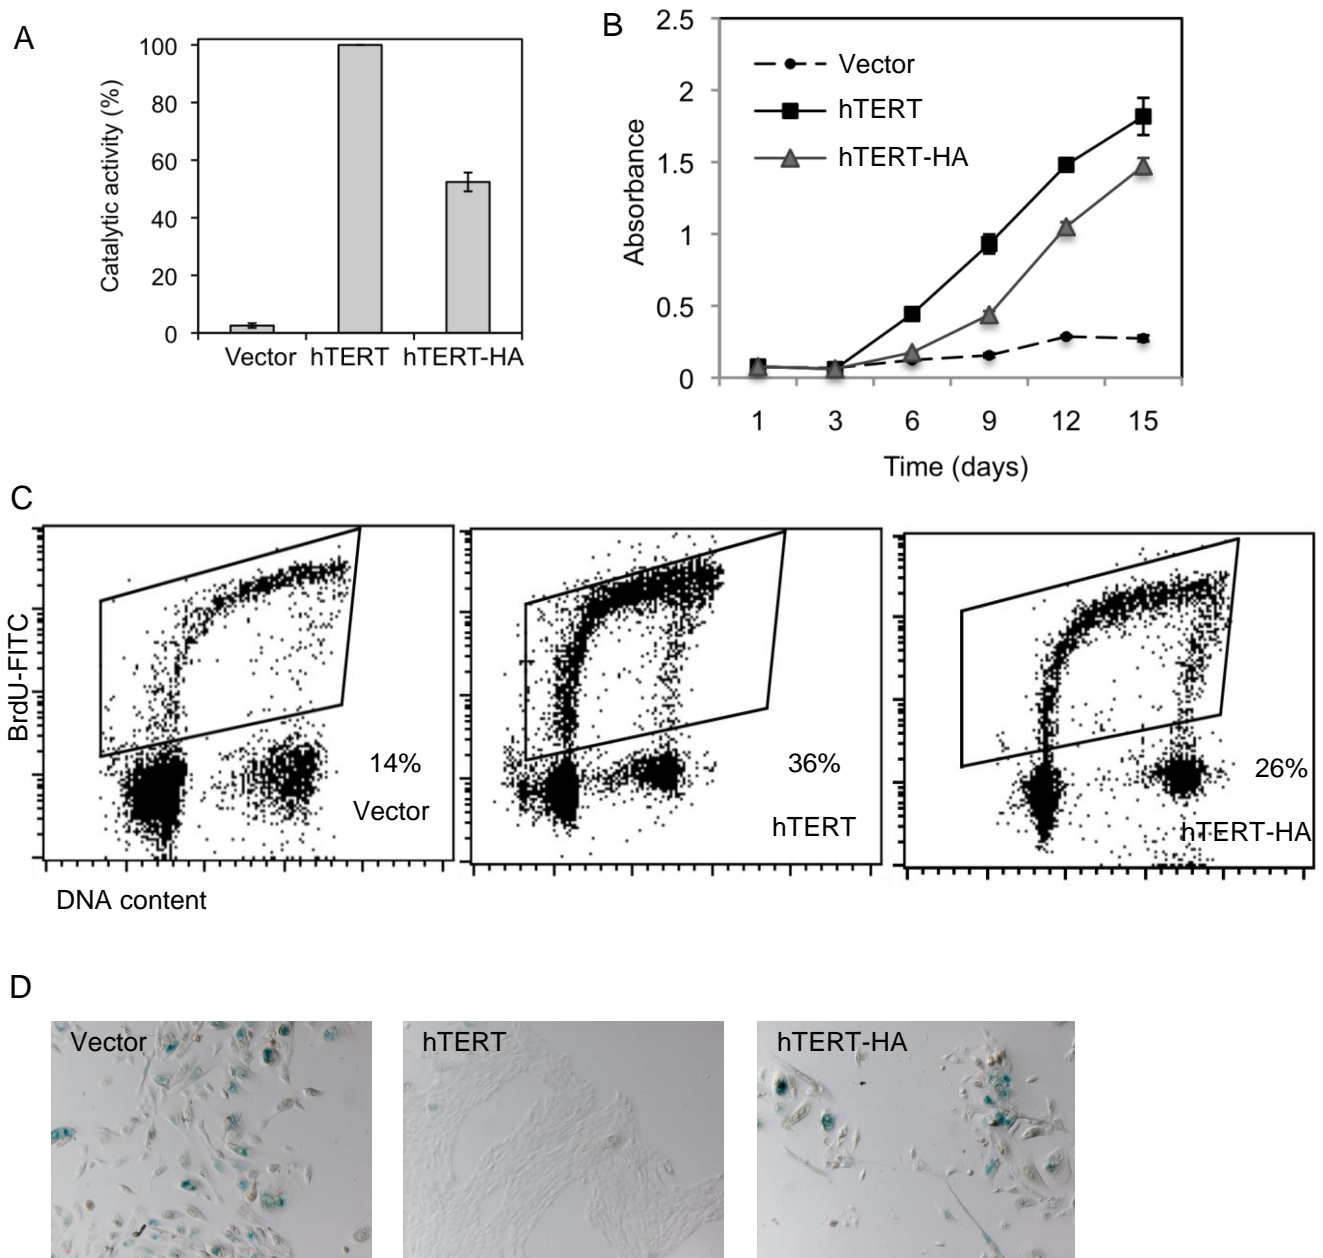 A
Catalytic activity (%)
100
80
60
40
20
0
Vector hTERT hTERT-HA
B
Absorbance
2.5
2
1.5
1
0.5
0
Vector
hTERT
hTERT-HA
1 3 6 9 12 15
Time (days)
C
BrdU-FITC
14%
Vector
36%
hTERT
26%
hTERT-HA
DNA content
D
Vector
hTERT
hTERT-HA